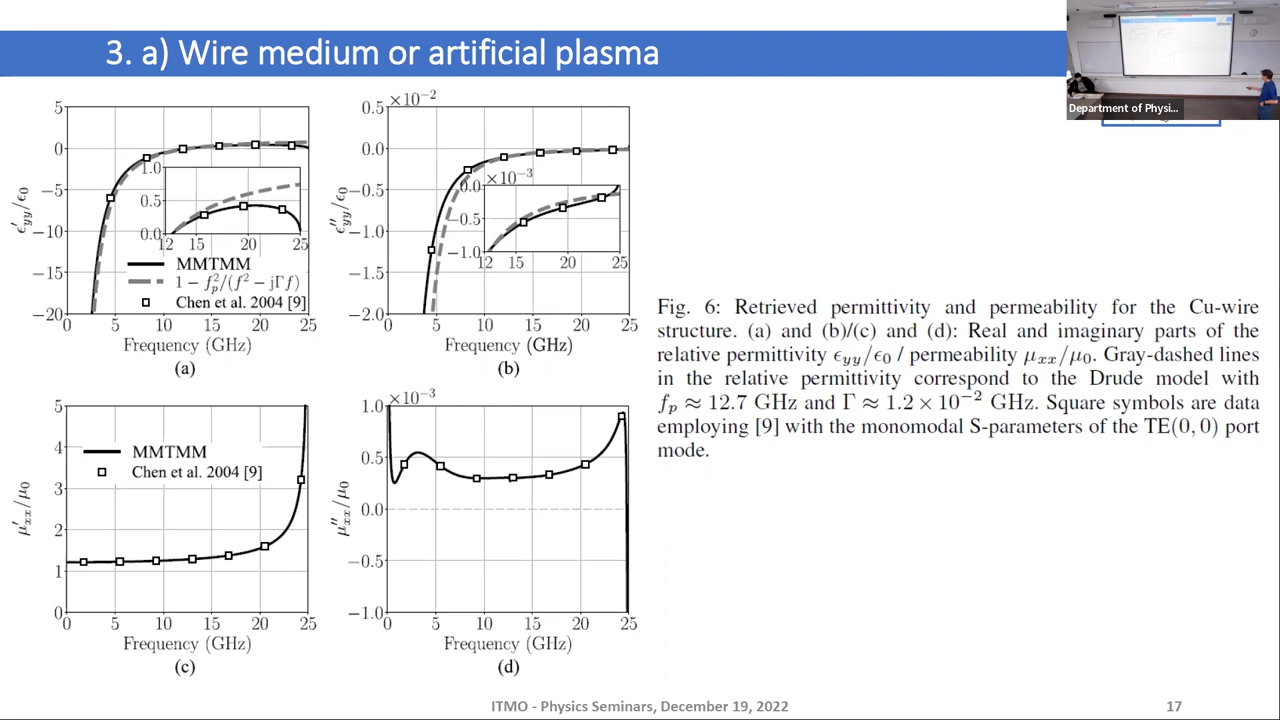 3. a) Wire medium or artificial plasma
Department of Physi...
5
0
−5
−10
−15
−20
ϵ′yy/ϵ0
1.0
0.5
0.0
12 15 20 25
MMTMM
1 − f_p^2/(f^2 − jΓf)
Chen et al. 2004 [9]
0 5 10 15 20 25
Frequency (GHz)
(a)
×10^−2
0.5
0.0
−0.5
−1.0
−1.5
−2.0
ϵ″yy/ϵ0
×10^−3
0.0
−0.5
−1.0
12 15 20 25
0 5 10 15 20 25
Frequency (GHz)
(b)
5
4
3
2
1
0
μ′xx/μ0
MMTMM
Chen et al. 2004 [9]
0 5 10 15 20 25
Frequency (GHz)
(c)
×10^−3
1.0
0.5
0.0
−0.5
−1.0
μ″xx/μ0
0 5 10 15 20 25
Frequency (GHz)
(d)
Fig. 6: Retrieved permittivity and permeability for the Cu-wire
structure. (a) and (b)/(c) and (d): Real and imaginary parts of the
relative permittivity ϵyy/ϵ0 / permeability μxx/μ0. Gray-dashed lines
in the relative permittivity correspond to the Drude model with
fp ≈ 12.7 GHz and Γ ≈ 1.2 × 10^−2 GHz. Square symbols are data
employing [9] with the monomodal S-parameters of the TE(0, 0) port
mode.
ITMO - Physics Seminars, December 19, 2022
17